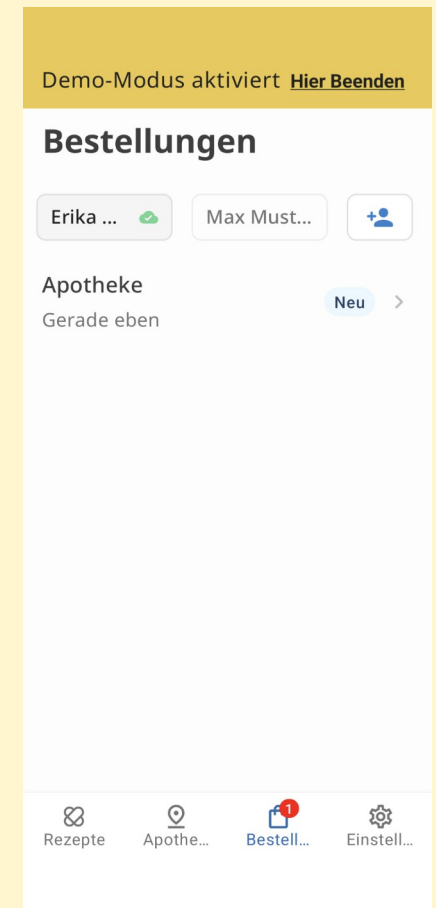 Demo-Modus aktiviert Hier Beenden
Bestellungen
Erika ... Max Must...
Apotheke
Neu
Gerade eben
1
Rezepte Apothe... Bestell... Einstell...